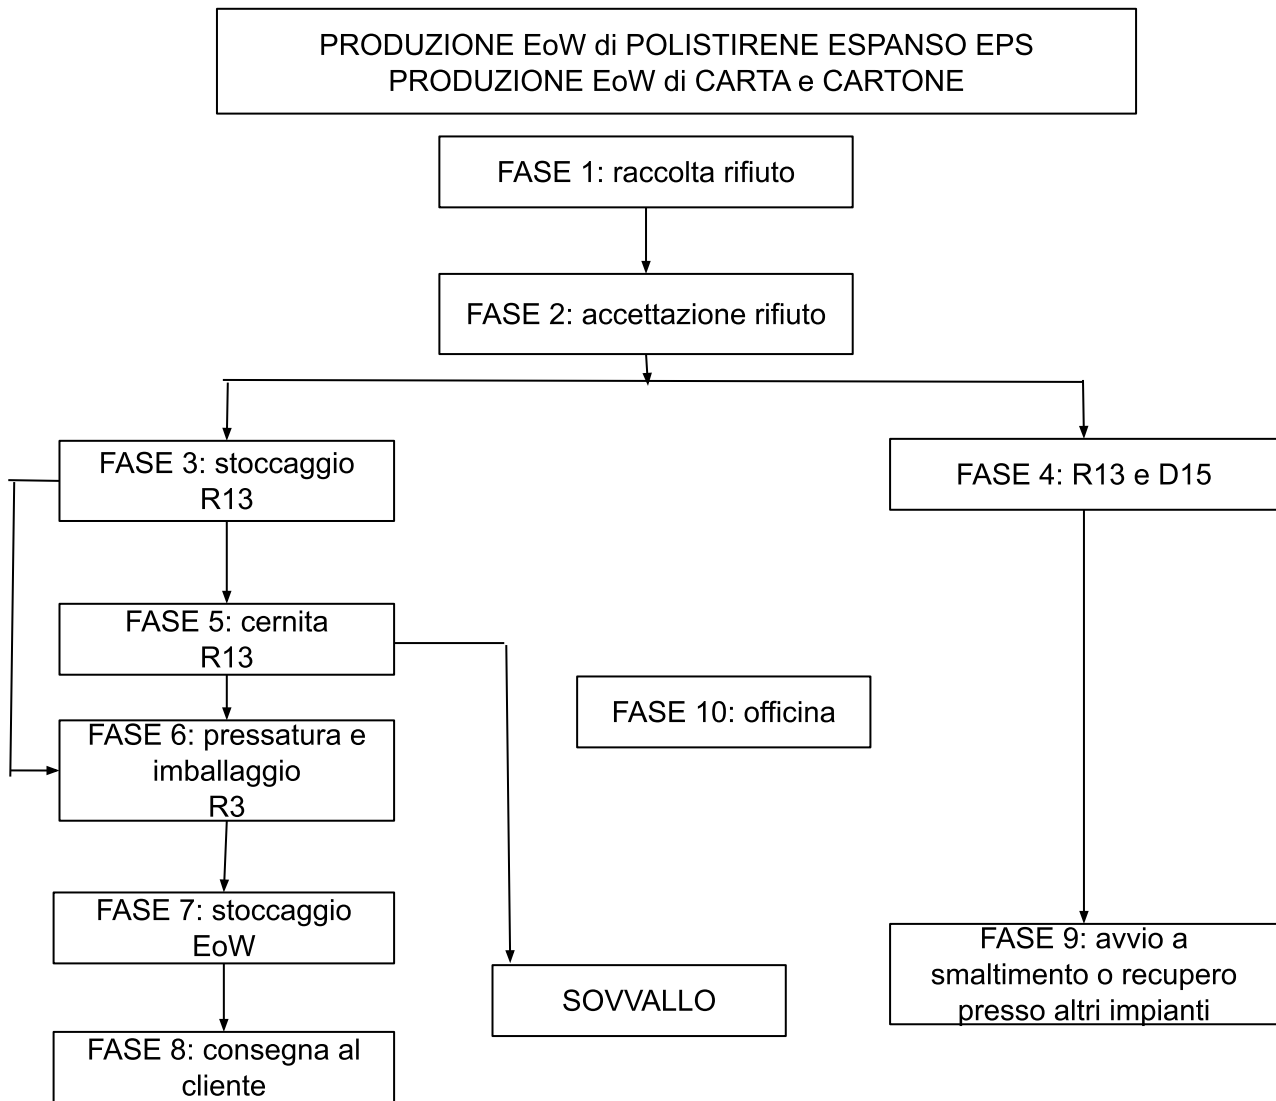 PRODUZIONE EoW di POLISTIRENE ESPANSO EPS
PRODUZIONE EoW di CARTA e CARTONE
FASE 1: raccolta rifiuto
FASE 2: accettazione rifiuto
FASE 3: stoccaggio
R13
FASE 4: R13 e D15
FASE 5: cernita
R13
FASE 10: officina
FASE 6: pressatura e
imballaggio
R3
FASE 7: stoccaggio
EoW
FASE 9: avvio a
smaltimento o recupero
presso altri impianti
SOVVALLO
FASE 8: consegna al
cliente